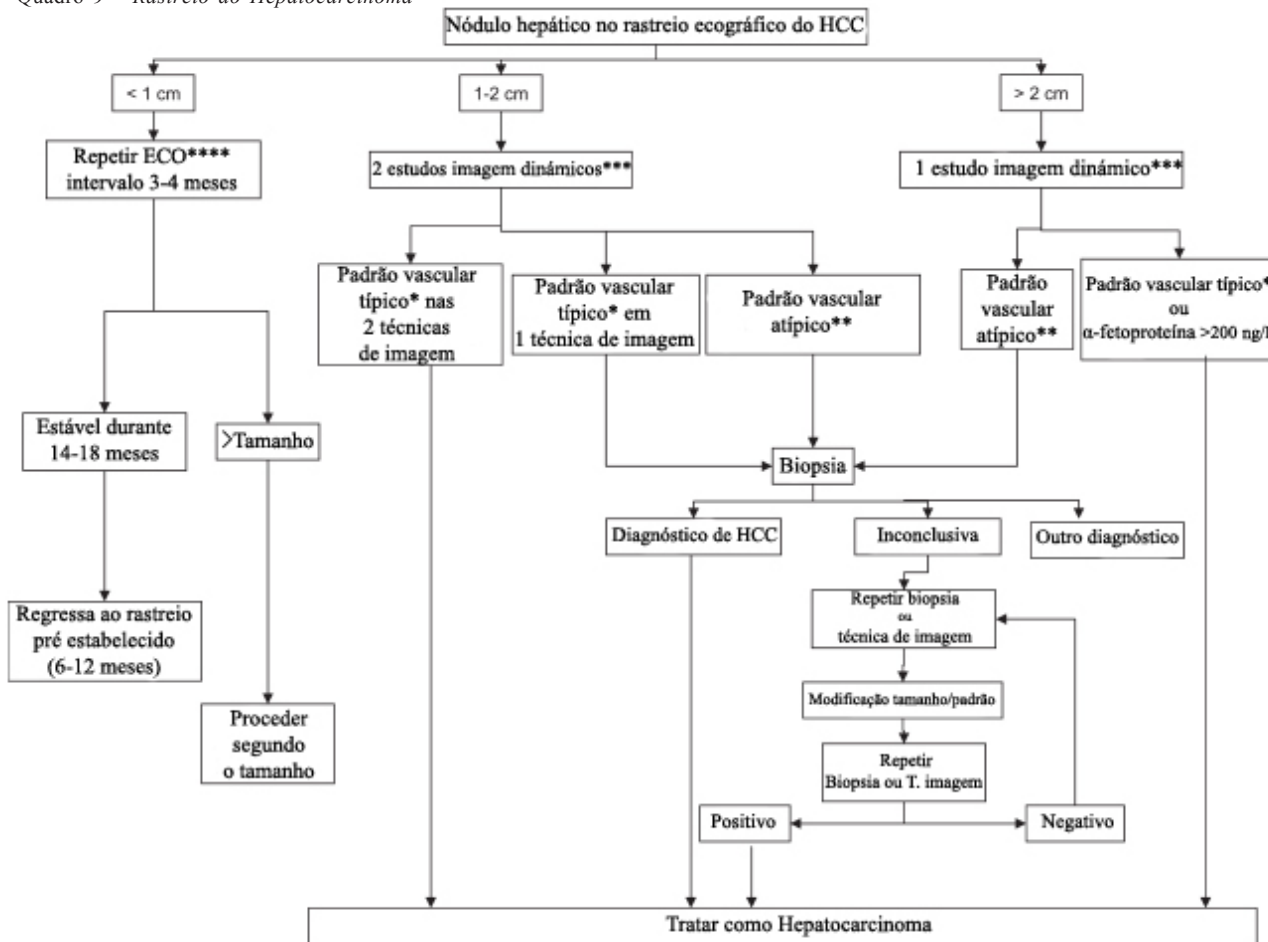 Quadro 9 – Rastreio do Hepatocarcinoma
Nódulo hepático no rastreio ecográfico do HCC
< 1 cm
1-2 cm
> 2 cm
Repetir ECO****
intervalo 3-4 meses
2 estudos imagem dinámicos***
1 estudo imagem dinámico***
Padrão vascular
típico* nas
2 técnicas
de imagem
Padrão vascular
típico* em
1 técnica de imagem
Padrão vascular
atípico**
Padrão
vascular
atípico**
Padrão vascular típico*
ou
α-fetoproteína >200 ng/
Estável durante
14-18 meses
>Tamanho
Biopsia
Diagnóstico de HCC
Inconclusiva
Outro diagnóstico
Regressa ao rastreio
pré estabelecido
(6-12 meses)
Repetir biopsia
ou
técnica de imagem
Modificação tamanho/padrão
Proceder
segundo
o tamanho
Repetir
Biopsia ou T. imagem
Positivo
Negativo
Tratar como Hepatocarcinoma